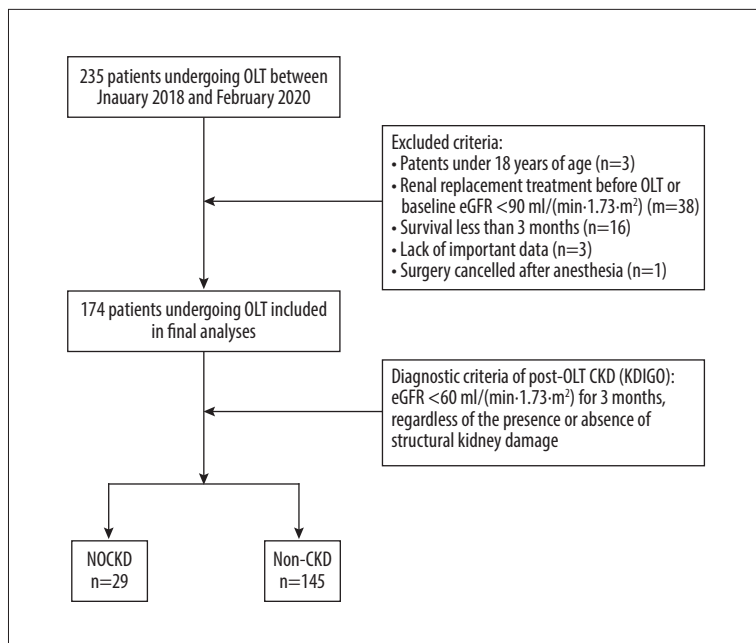 235 patients undergoing OLT between
Jnauary 2018 and February 2020
Excluded criteria:
• Patents under 18 years of age (n=3)
• Renal replacement treatment before OLT or
baseline eGFR <90 ml/(min·1.73·m²) (m=38)
• Survival less than 3 months (n=16)
• Lack of important data (n=3)
• Surgery cancelled after anesthesia (n=1)
174 patients undergoing OLT included
in final analyses
Diagnostic criteria of post-OLT CKD (KDIGO):
eGFR <60 ml/(min·1.73·m²) for 3 months,
regardless of the presence or absence of
structural kidney damage
NOCKD
n=29
Non-CKD
n=145